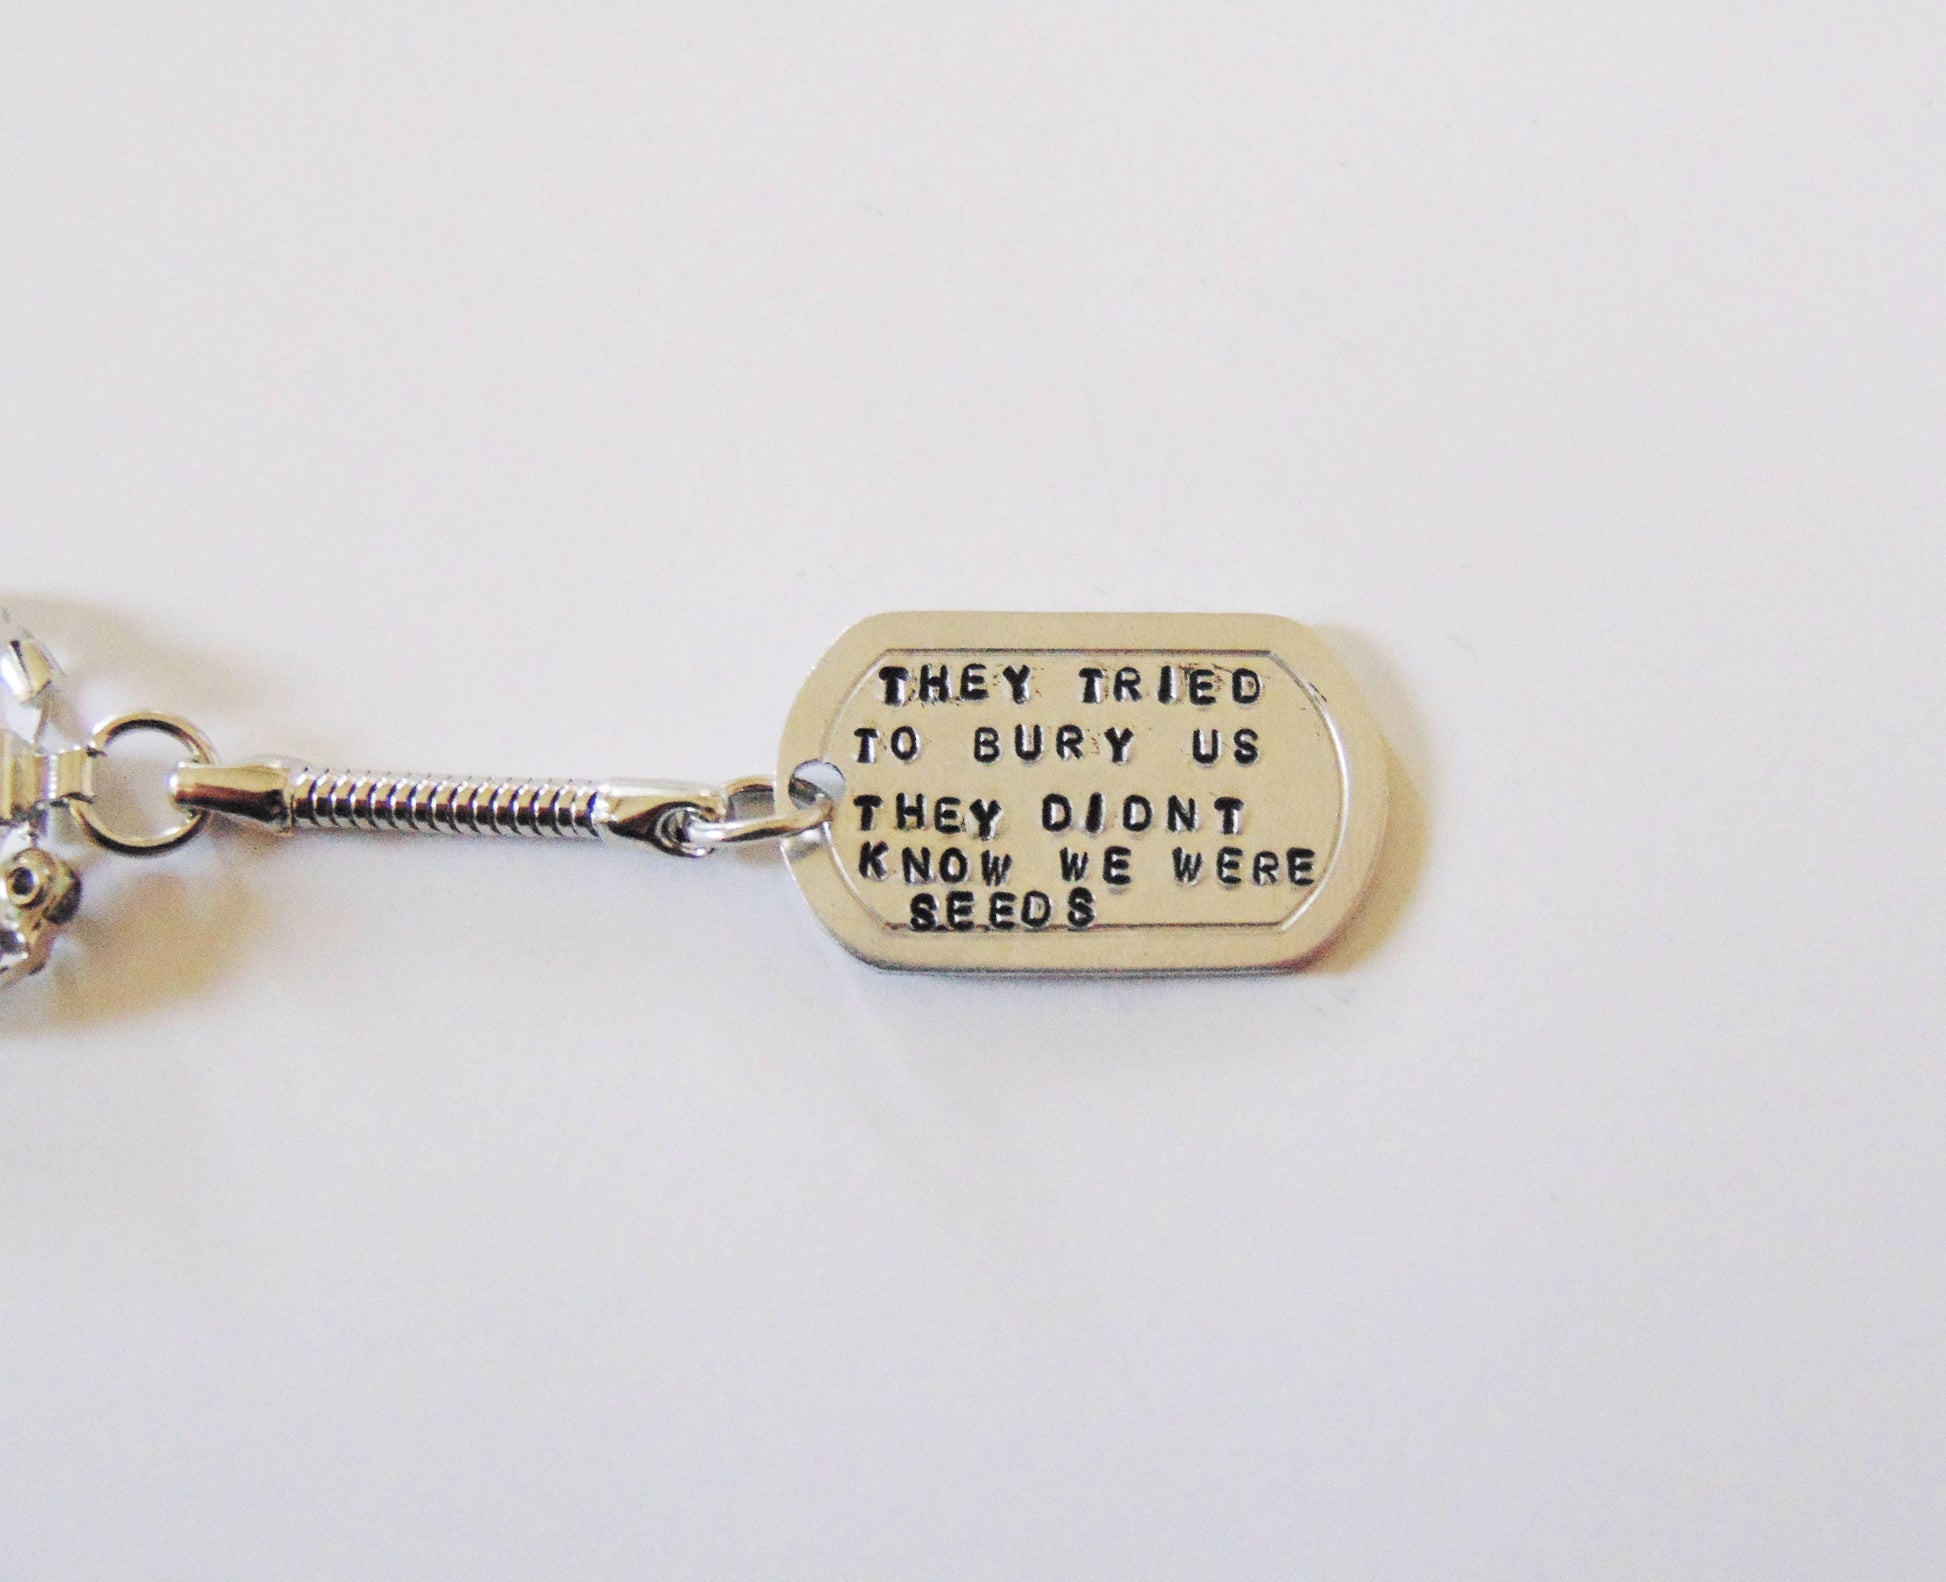 THEY TRIED
TO BURY US
THEY DIDNT
KNOW WE WERE
SEEDS